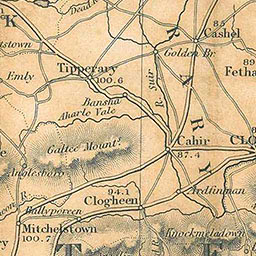 Dead R.
85
Cashel
K
Golden Br.
Emly
Tipperary
100.6
89
Fetha
R. Suir
Bansha
Aharlo Vale
R
A
R
Y
Galtee Mount.s
Cahir
87.4
CLO
Anglesboro
94.1
Clogheen
Ardfinnan
Ballyporeen
R.
Mitchelstown
100.7
Knockmeladown
T
E